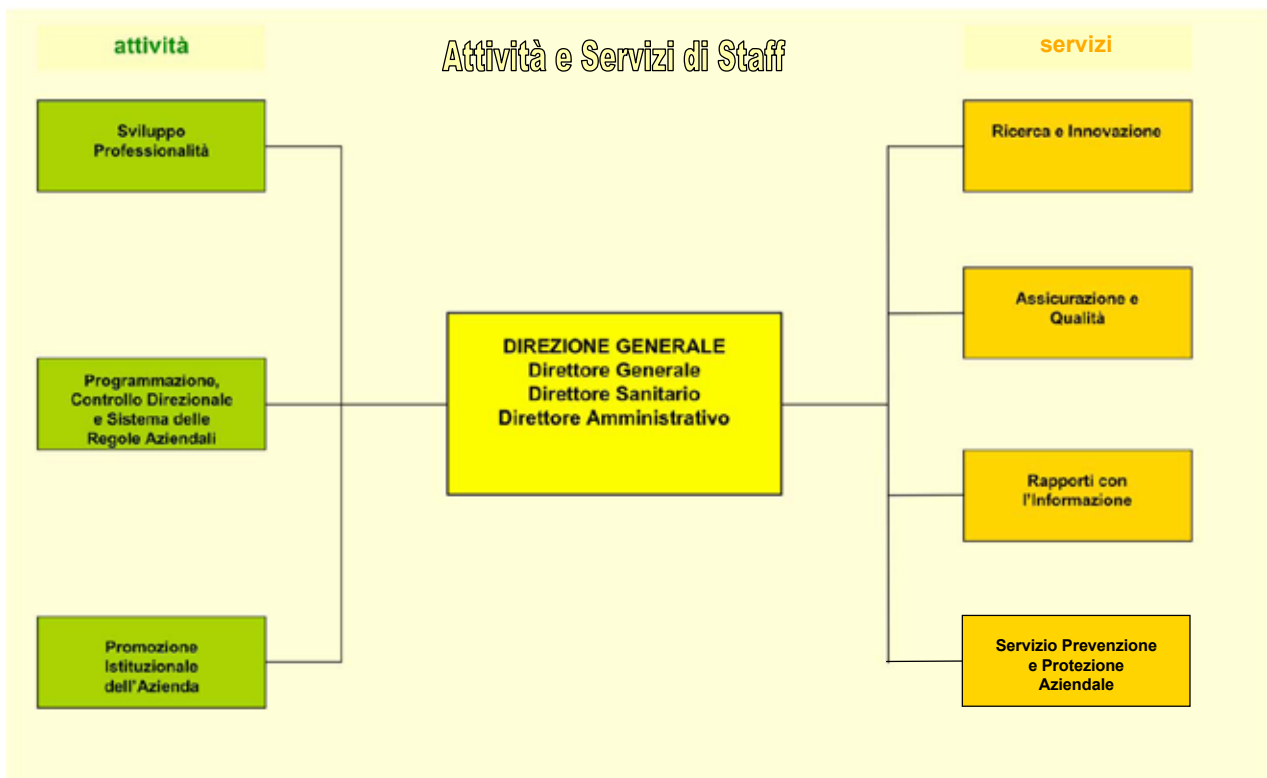 attività
Attività e Servizi di Staff
servizi
Sviluppo
Professionalità
Programmazione,
Controllo Direzionale
e Sistema delle
Regole Aziendali
Promozione
Istituzionale
dell'Azienda
DIREZIONE GENERALE
Direttore Generale
Direttore Sanitario
Direttore Amministrativo
Ricerca e Innovazione
Assicurazione e
Qualità
Rapporti con
l'Informazione
Servizio Prevenzione
e Protezione
Aziendale